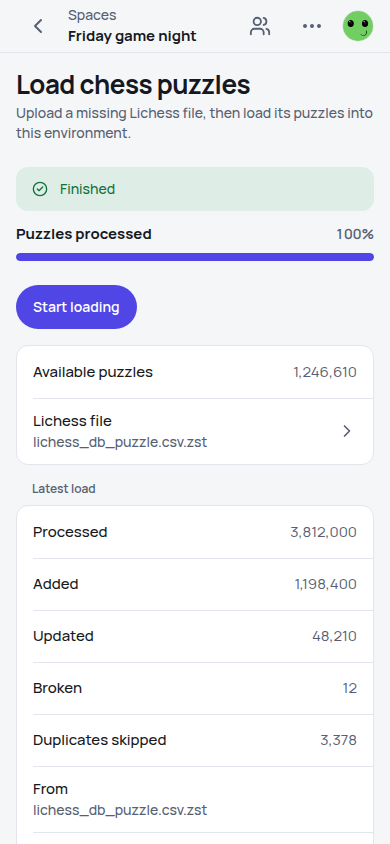 Spaces
Friday game night
Load chess puzzles
Upload a missing Lichess file, then load its puzzles into
this environment.
Finished
Puzzles processed 100%
Start loading
Available puzzles 1,246,610
Lichess file
lichess_db_puzzle.csv.zst
Latest load
Processed 3,812,000
Added 1,198,400
Updated 48,210
Broken 12
Duplicates skipped 3,378
From
lichess_db_puzzle.csv.zst